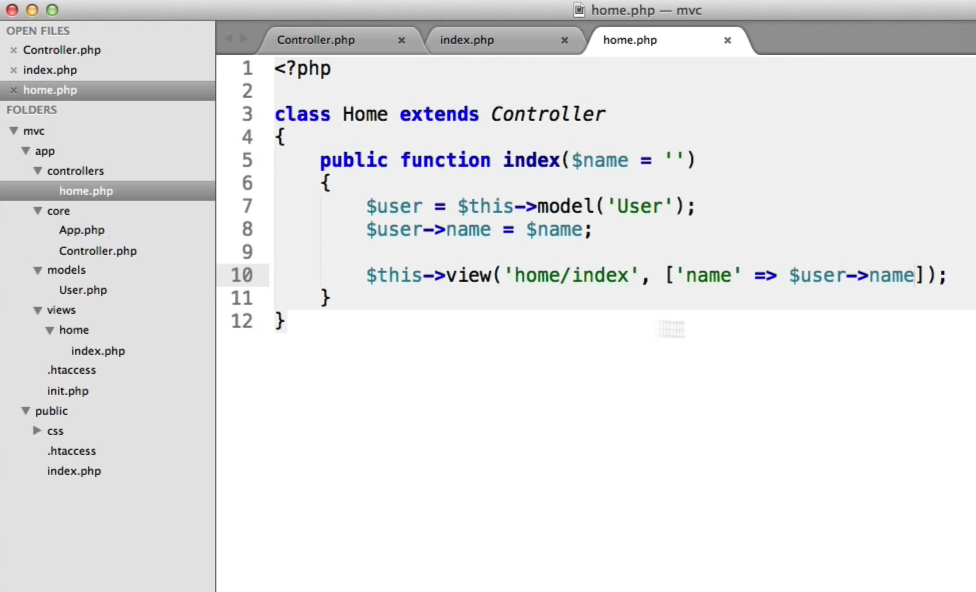 home.php — mvc
OPEN FILES
× Controller.php
× index.php
× home.php
FOLDERS
mvc
app
controllers
home.php
core
App.php
Controller.php
models
User.php
views
home
index.php
.htaccess
init.php
public
css
.htaccess
index.php
Controller.php ×
index.php ×
home.php ×
1 <?php
2
3 class Home extends Controller
4 {
5     public function index($name = '')
6     {
7         $user = $this->model('User');
8         $user->name = $name;
9
10         $this->view('home/index', ['name' => $user->name]);
11     }
12 }